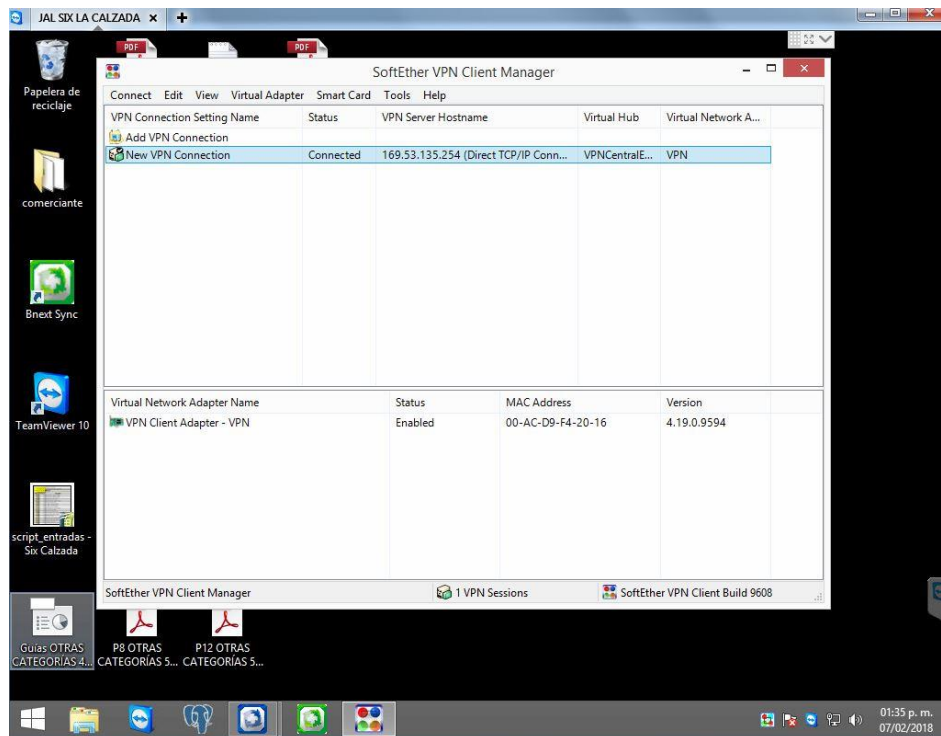 JAL SIX LA CALZADA
PDF
PDF
Papelera de
reciclaje
SoftEther VPN Client Manager
Connect Edit View Virtual Adapter Smart Card Tools Help
VPN Connection Setting Name Status VPN Server Hostname Virtual Hub Virtual Network A...
Add VPN Connection
New VPN Connection Connected 169.53.135.254 (Direct TCP/IP Conn... VPNCentralE... VPN
comerciante
Bnext Sync
Virtual Network Adapter Name Status MAC Address Version
VPN Client Adapter - VPN Enabled 00-AC-D9-F4-20-16 4.19.0.9594
TeamViewer 10
script_entradas -
Six Calzada
SoftEther VPN Client Manager 1 VPN Sessions SoftEther VPN Client Build 9608
Guias OTRAS
CATEGORÍAS 4...
P8 OTRAS
CATEGORÍAS 5...
P12 OTRAS
CATEGORÍAS 5...
01:35 p. m.
07/02/2018